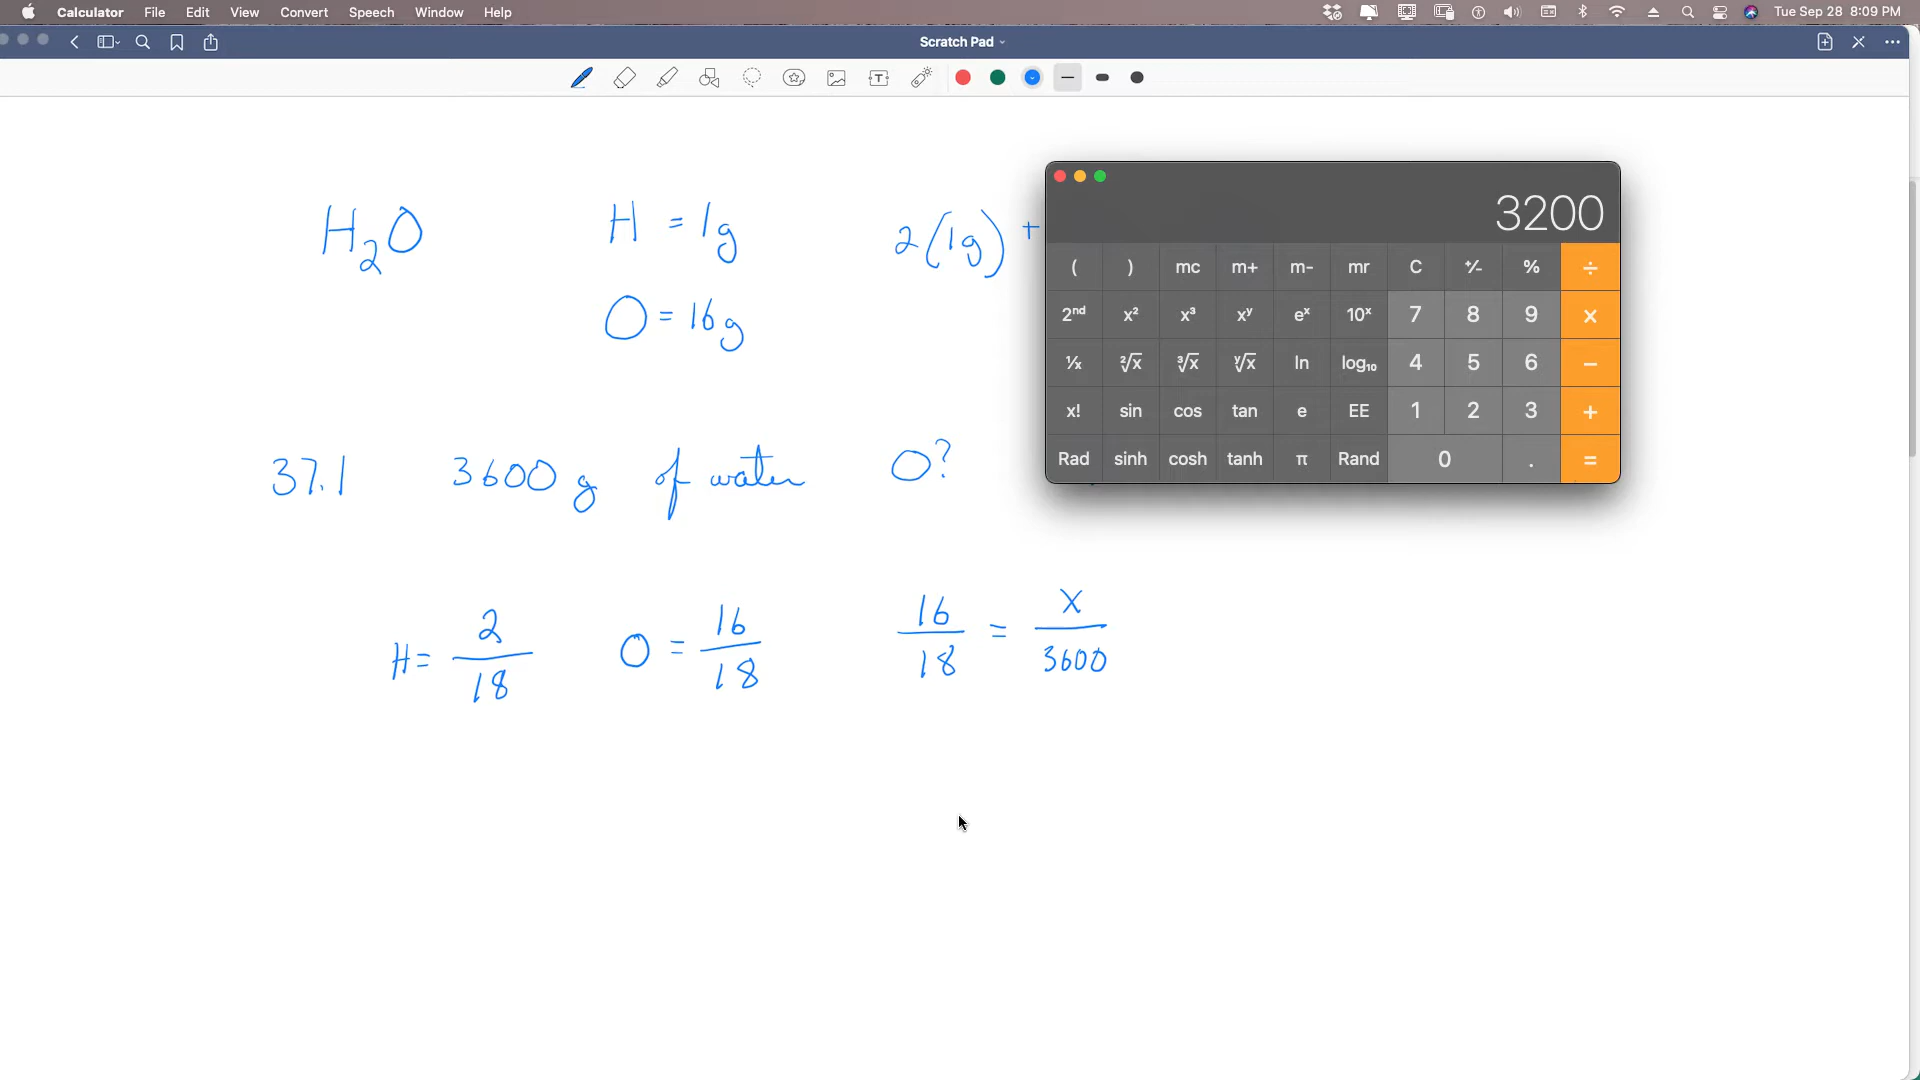 Calculator File Edit View Convert Speech Window Help Tue Sep 28 8:09 PM
Scratch Pad
T
3200
( ) mc m+ m- mr C +/- % ÷
2nd x² x³ xʸ eˣ 10ˣ 7 8 9 ×
1/x ²√x ³√x ʸ√x ln log₁₀ 4 5 6 −
x! sin cos tan e EE 1 2 3 +
Rad sinh cosh tanh π Rand 0 . =
H₂O H = 1g 2(1g) +
O = 16g
37.1 3600 g of water O?
H = 2/18 O = 16/18 16/18 = X/3600